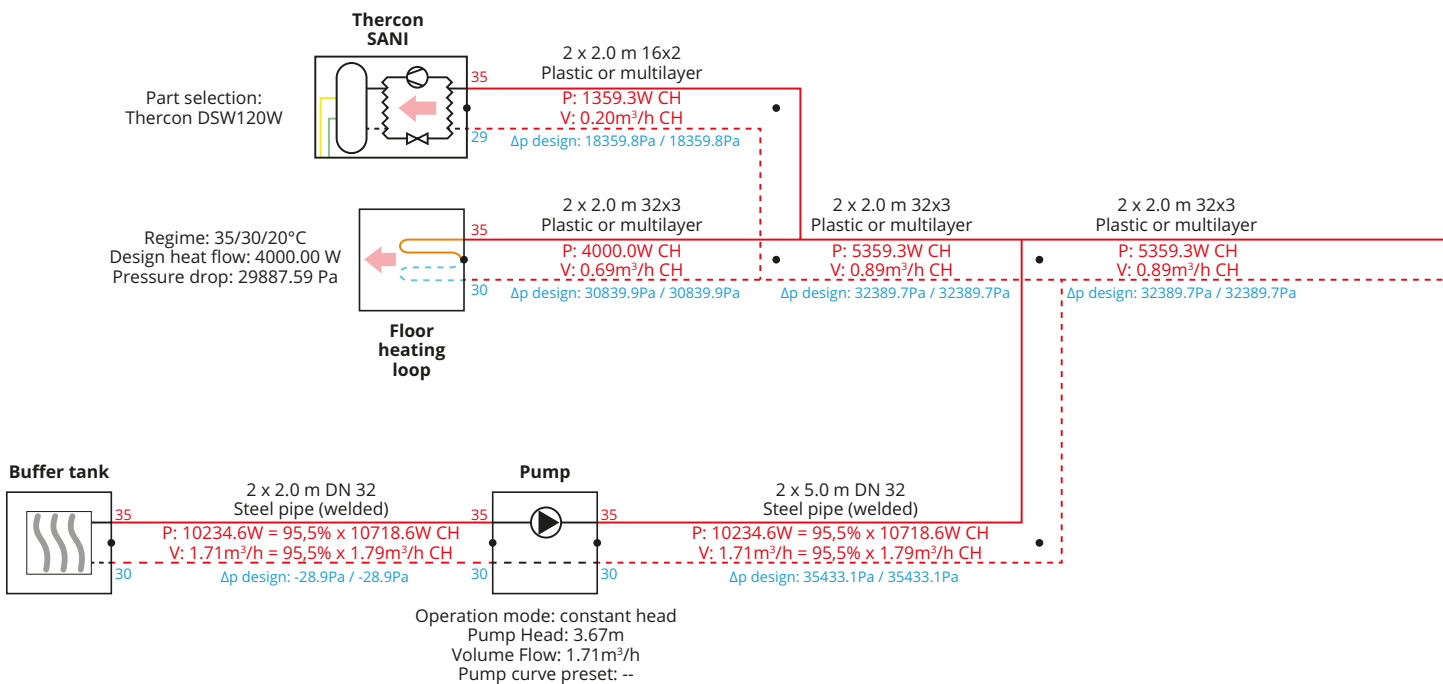 Thercon
SANI
2 x 2.0 m 16x2
Plastic or multilayer
35
P: 1359.3W CH
V: 0.20m³/h CH
29
Δp design: 18359.8Pa / 18359.8Pa
Part selection:
Thercon DSW120W
2 x 2.0 m 32x3
Plastic or multilayer
35
P: 4000.0W CH
V: 0.69m³/h CH
30
Δp design: 30839.9Pa / 30839.9Pa
2 x 2.0 m 32x3
Plastic or multilayer
P: 5359.3W CH
V: 0.89m³/h CH
Δp design: 32389.7Pa / 32389.7Pa
2 x 2.0 m 32x3
Plastic or multilayer
P: 5359.3W CH
V: 0.89m³/h CH
Δp design: 32389.7Pa / 32389.7Pa
Regime: 35/30/20°C
Design heat flow: 4000.00 W
Pressure drop: 29887.59 Pa
Floor
heating
loop
Buffer tank
2 x 2.0 m DN 32
Steel pipe (welded)
35
P: 10234.6W = 95,5% x 10718.6W CH
V: 1.71m³/h = 95,5% x 1.79m³/h CH
30
Δp design: -28.9Pa / -28.9Pa
Pump
35
35
30
30
2 x 5.0 m DN 32
Steel pipe (welded)
P: 10234.6W = 95,5% x 10718.6W CH
V: 1.71m³/h = 95,5% x 1.79m³/h CH
Δp design: 35433.1Pa / 35433.1Pa
Operation mode: constant head
Pump Head: 3.67m
Volume Flow: 1.71m³/h
Pump curve preset: --